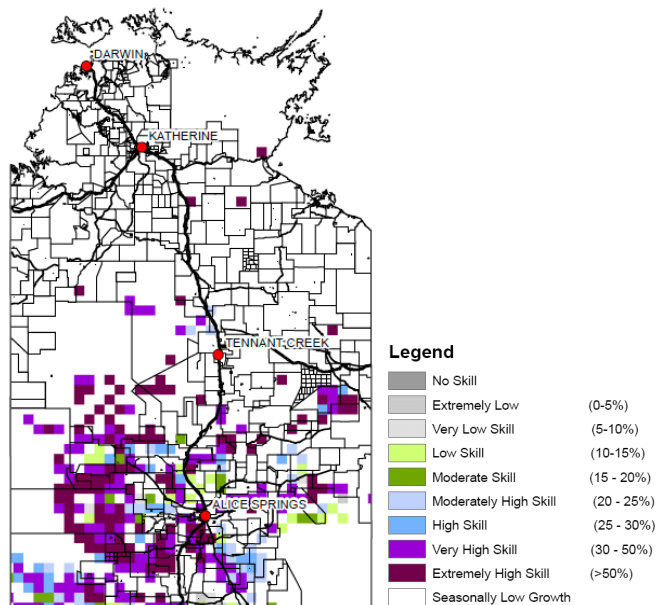 DARWIN
KATHERINE
TENNANT CREEK
ALICE SPRINGS
Legend
No Skill
Extremely Low (0-5%)
Very Low Skill (5-10%)
Low Skill (10-15%)
Moderate Skill (15 - 20%)
Moderately High Skill (20 - 25%)
High Skill (25 - 30%)
Very High Skill (30 - 50%)
Extremely High Skill (>50%)
Seasonally Low Growth